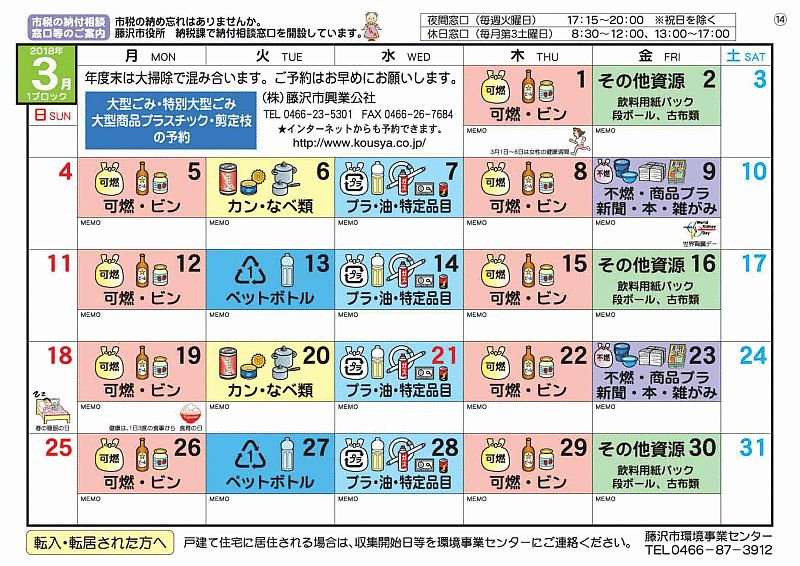 市税の納付相談
窓口等のご案内
市税の納め忘れはありませんか。
藤沢市役所 納税課で納付相談窓口を開設しています。
夜間窓口（毎週火曜日） 17:15～20:00 ※祝日を除く
休日窓口（毎月第3土曜日） 8:30～12:00、13:00～17:00
⑭
2018年
3月
1ブロック
日 SUN
月 MON
火 TUE
水 WED
木 THU
金 FRI
土 SAT
年度末は大掃除で混み合います。ご予約はお早めにお願いします。
大型ごみ・特別大型ごみ
大型商品プラスチック・剪定枝
の予約
（株）藤沢市興業公社
TEL 0466-23-5301 FAX 0466-26-7684
★インターネットからも予約できます。
http://www.kousya.co.jp/
可燃 1
可燃・ビン
MEMO
3月1日～8日は女性の健康週間
その他資源 2
飲料用紙パック
段ボール、古布類
MEMO
3
4
可燃 5
可燃・ビン
MEMO
6
カン・なべ類
MEMO
プラ 7
プラ・油・特定品目
MEMO
可燃 8
可燃・ビン
MEMO
不燃 9
不燃・商品プラ
新聞・本・雑がみ
MEMO
World
Kidney
Day
世界腎臓デー
10
11
可燃 12
可燃・ビン
MEMO
1 13
ペットボトル
MEMO
プラ 14
プラ・油・特定品目
MEMO
可燃 15
可燃・ビン
MEMO
その他資源 16
飲料用紙パック
段ボール、古布類
MEMO
17
18
春の睡眠の日
可燃 19
可燃・ビン
MEMO
健康は、1日3食の食事から 食育の日
20
カン・なべ類
MEMO
プラ 21
プラ・油・特定品目
MEMO
可燃 22
可燃・ビン
MEMO
不燃 23
不燃・商品プラ
新聞・本・雑がみ
MEMO
24
25
可燃 26
可燃・ビン
MEMO
1 27
ペットボトル
MEMO
プラ 28
プラ・油・特定品目
MEMO
可燃 29
可燃・ビン
MEMO
その他資源 30
飲料用紙パック
段ボール、古布類
MEMO
31
転入・転居された方へ
戸建て住宅に居住される場合は、収集開始日等を環境事業センターにご連絡ください。
藤沢市環境事業センター
TEL0466-87-3912